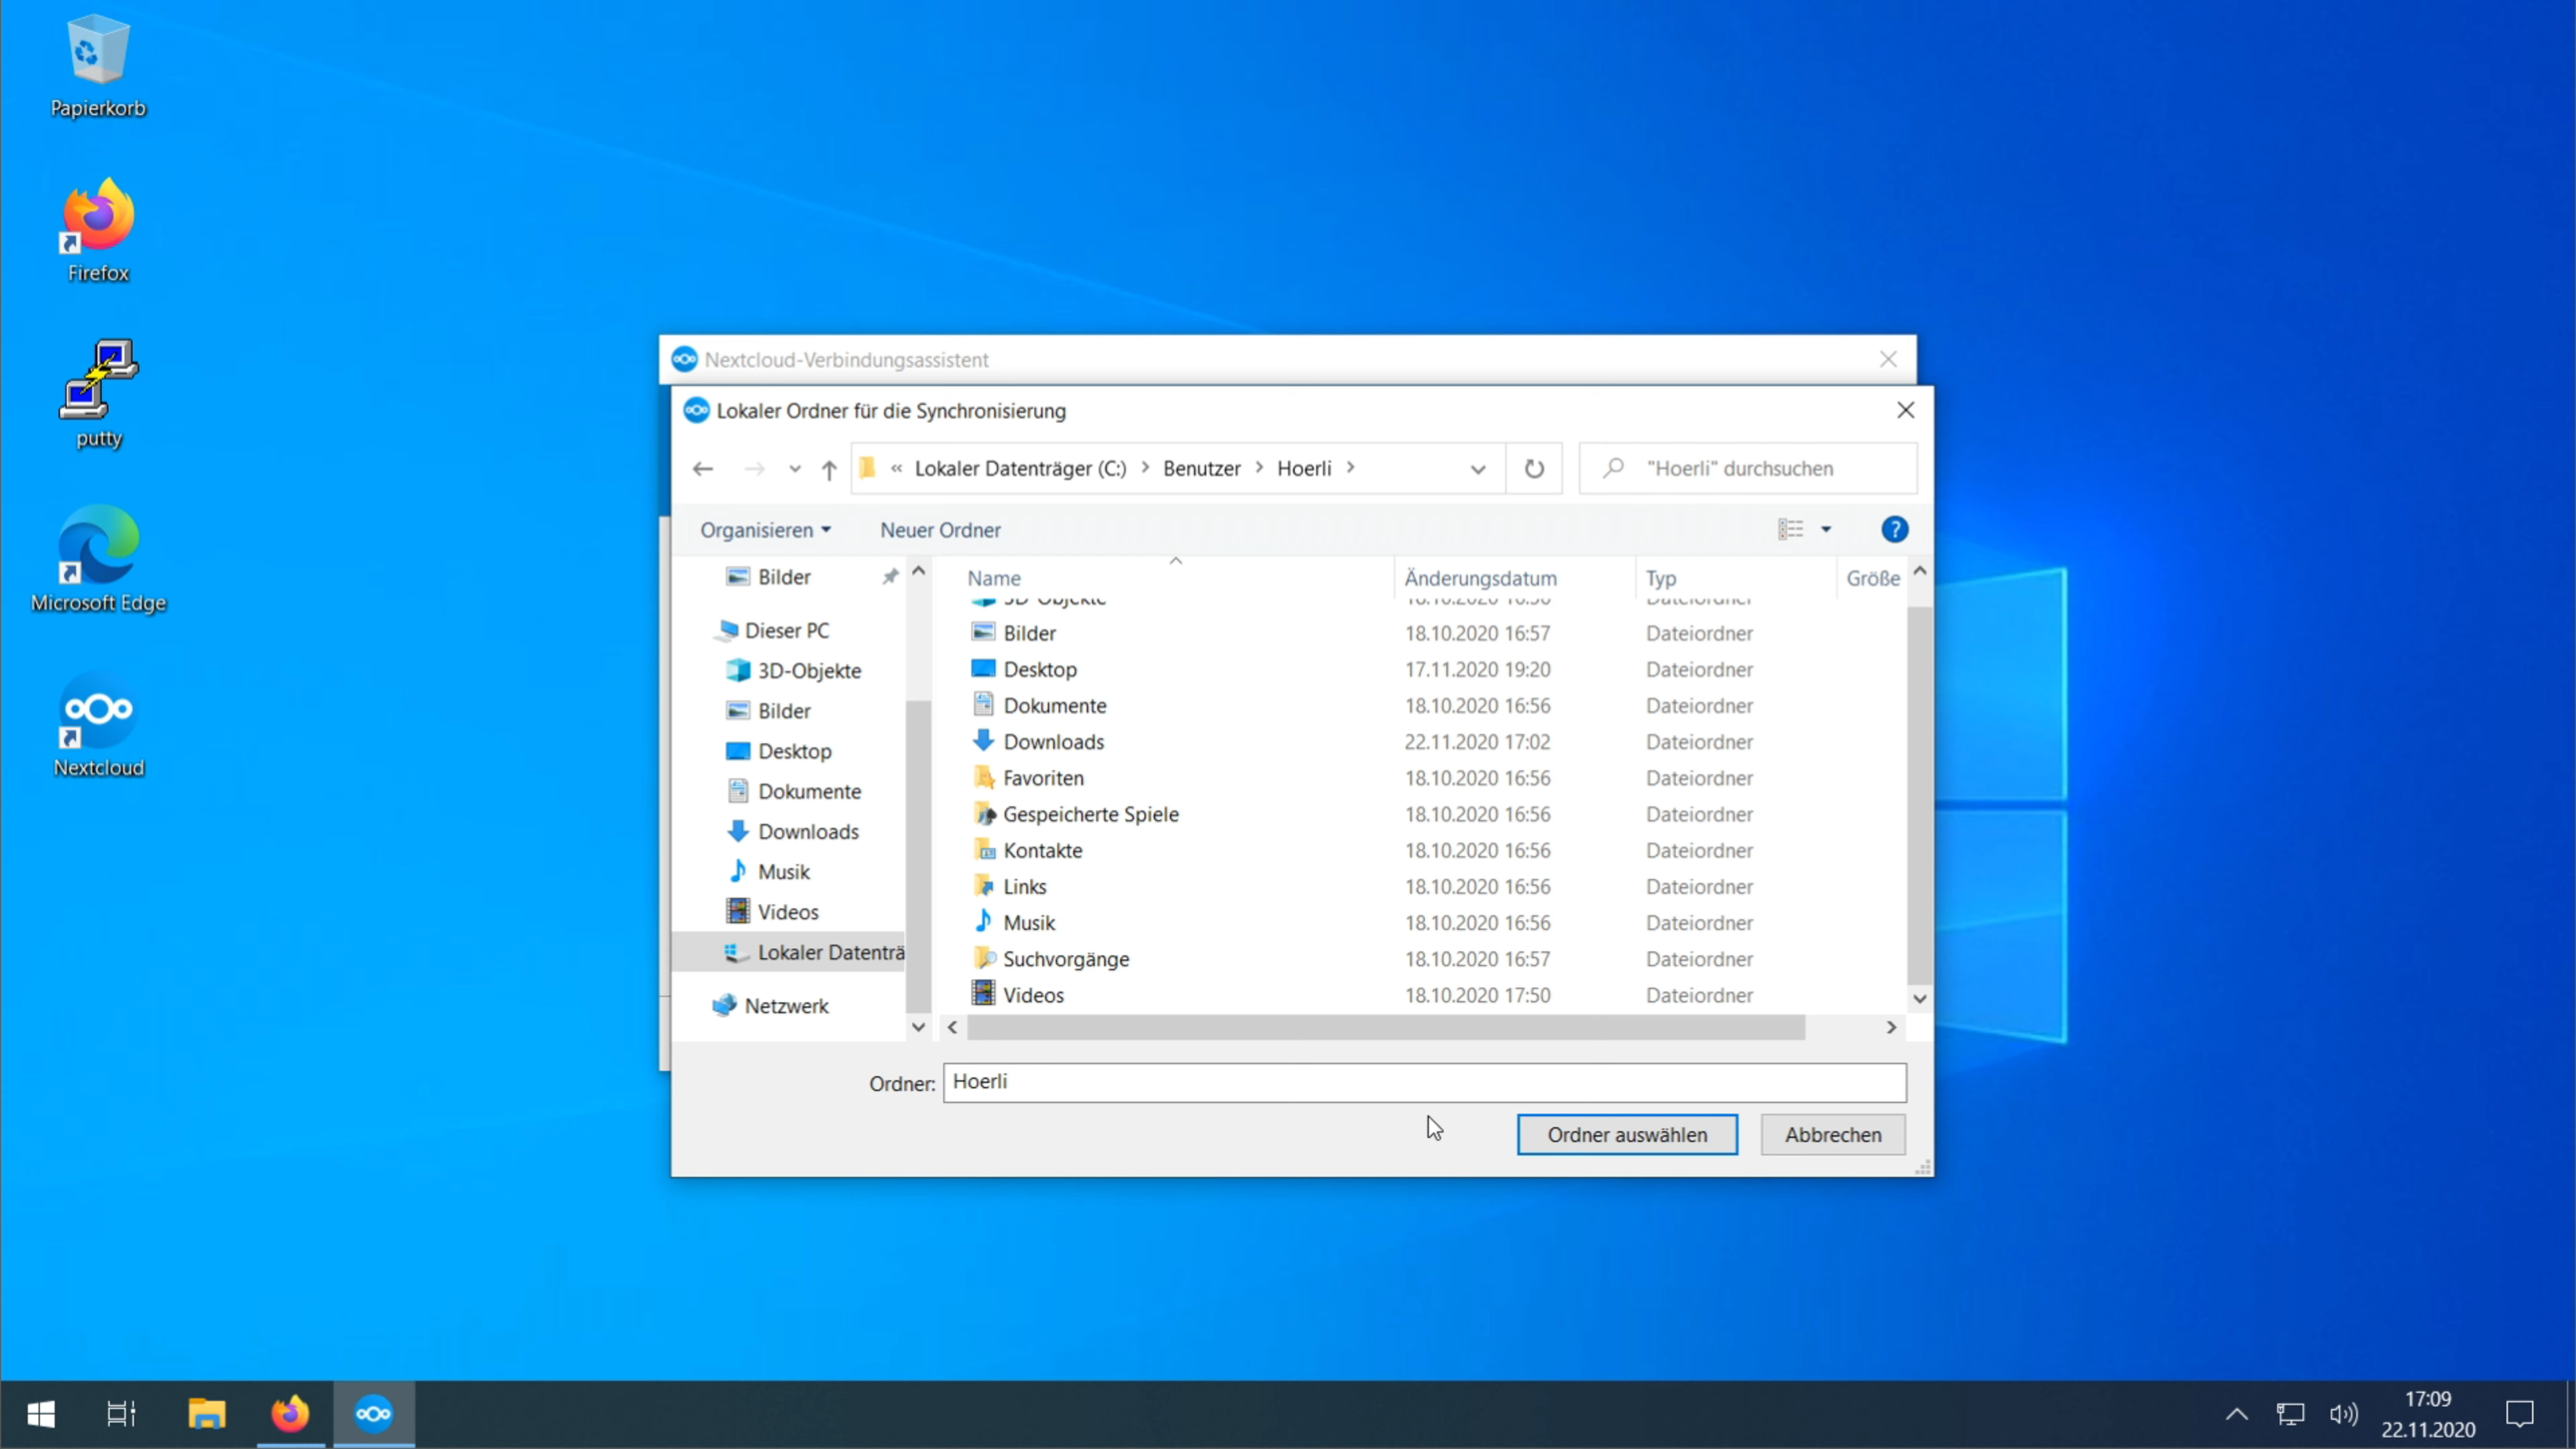 Papierkorb
Firefox
putty
Microsoft Edge
Nextcloud
Nextcloud-Verbindungsassistent
Lokaler Ordner für die Synchronisierung
« Lokaler Datenträger (C:) > Benutzer > Hoerli >
"Hoerli" durchsuchen
Organisieren
Neuer Ordner
?
Bilder
Dieser PC
3D-Objekte
Bilder
Desktop
Dokumente
Downloads
Musik
Videos
Lokaler Datenträ
Netzwerk
Name Änderungsdatum Typ Größe
3D-Objekte 18.10.2020 16:56 Dateiordner
Bilder 18.10.2020 16:57 Dateiordner
Desktop 17.11.2020 19:20 Dateiordner
Dokumente 18.10.2020 16:56 Dateiordner
Downloads 22.11.2020 17:02 Dateiordner
Favoriten 18.10.2020 16:56 Dateiordner
Gespeicherte Spiele 18.10.2020 16:56 Dateiordner
Kontakte 18.10.2020 16:56 Dateiordner
Links 18.10.2020 16:56 Dateiordner
Musik 18.10.2020 16:56 Dateiordner
Suchvorgänge 18.10.2020 16:57 Dateiordner
Videos 18.10.2020 17:50 Dateiordner
Ordner: Hoerli
Ordner auswählen
Abbrechen
17:09
22.11.2020